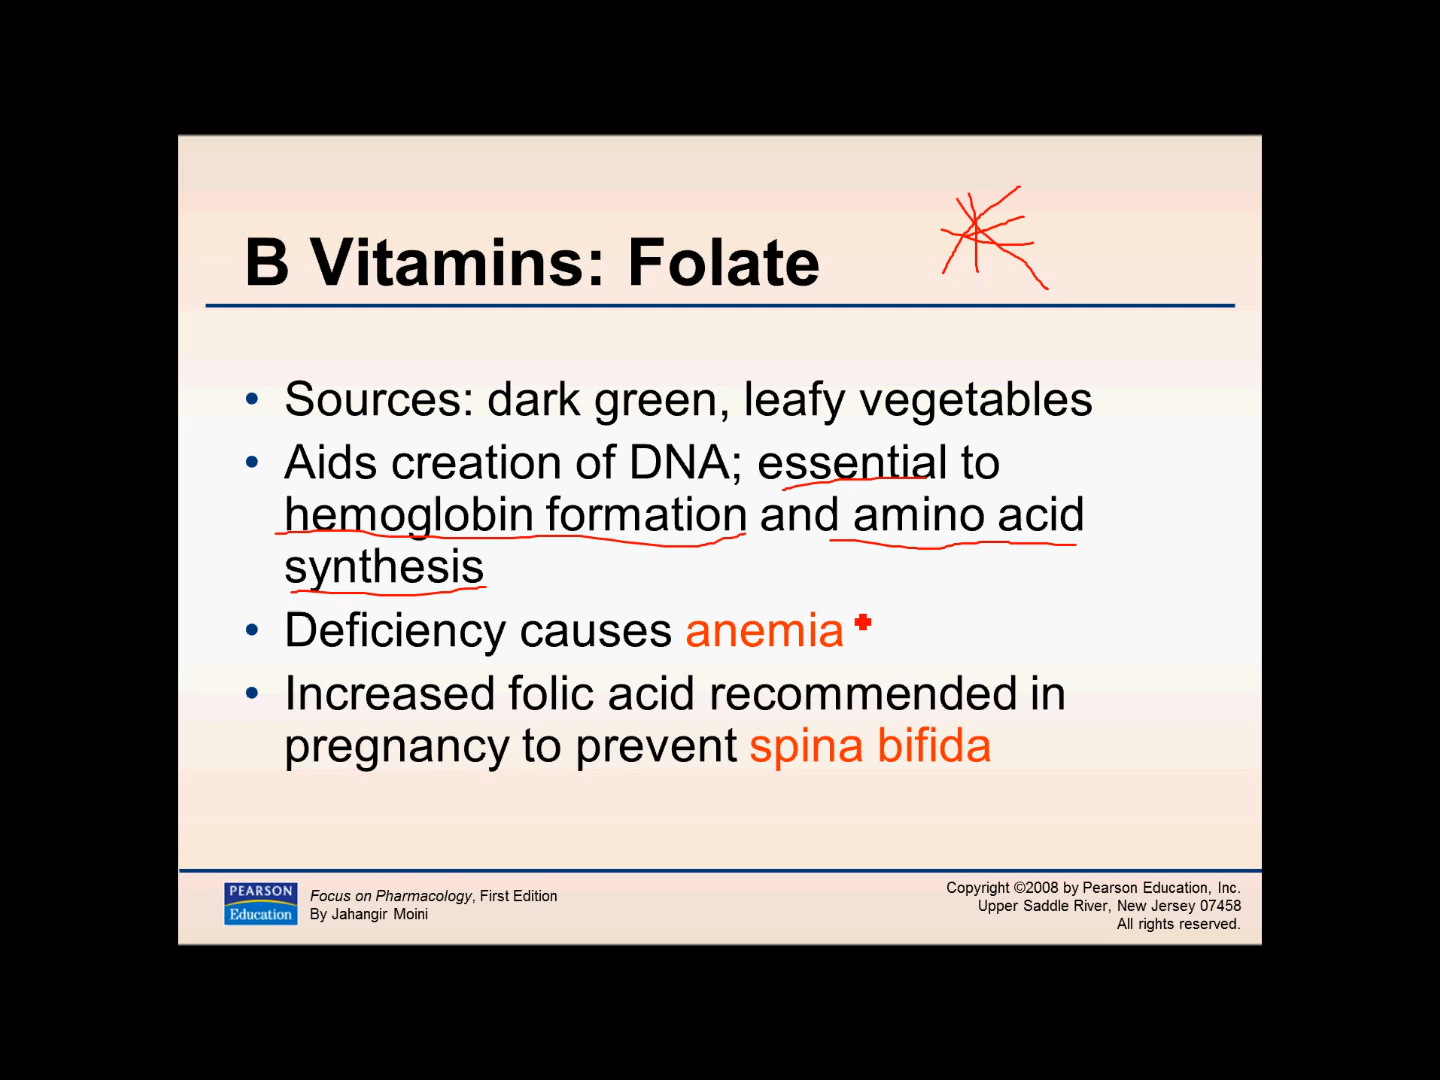 B Vitamins: Folate
• Sources: dark green, leafy vegetables
• Aids creation of DNA; essential to
hemoglobin formation and amino acid
synthesis
• Deficiency causes anemia
• Increased folic acid recommended in
pregnancy to prevent spina bifida
PEARSON
Education
Focus on Pharmacology, First Edition
By Jahangir Moini
Copyright ©2008 by Pearson Education, Inc.
Upper Saddle River, New Jersey 07458
All rights reserved.